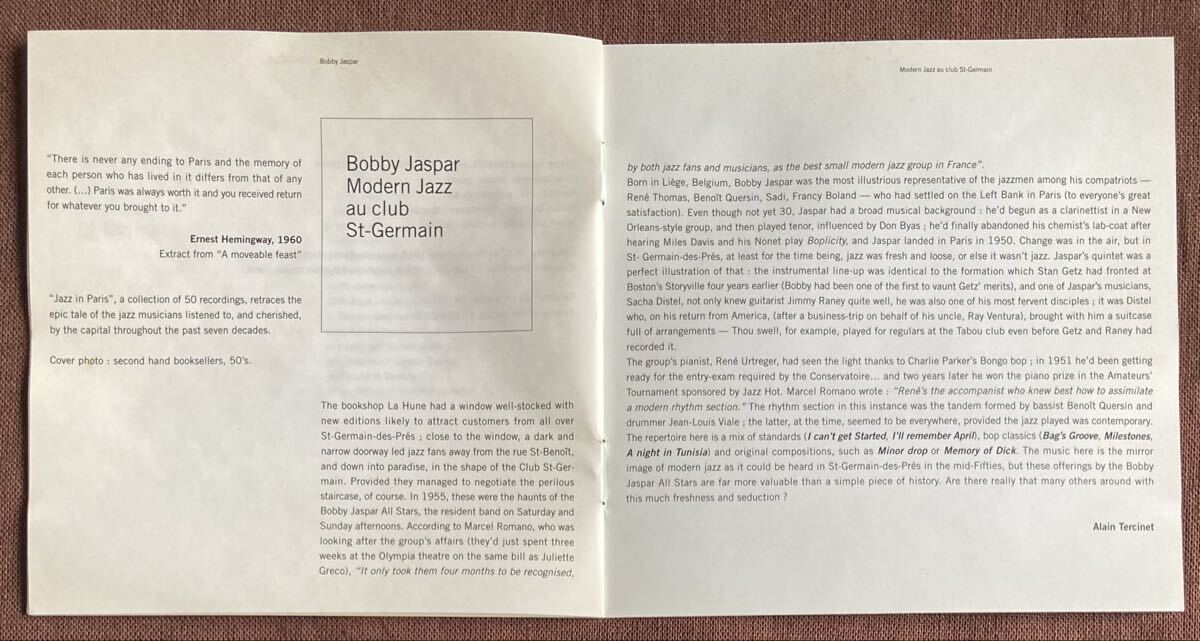 Bobby Jaspar
"There is never any ending to Paris and the memory of
each person who has lived in it differs from that of any
other. (...) Paris was always worth it and you received return
for whatever you brought to it."
Ernest Hemingway, 1960
Extract from "A moveable feast"
"Jazz in Paris", a collection of 50 recordings, retraces the
epic tale of the jazz musicians listened to, and cherished,
by the capital throughout the past seven decades.
Cover photo : second hand booksellers, 50's.
Bobby Jaspar
Modern Jazz
au club
St-Germain
The bookshop La Hune had a window well-stocked with
new editions likely to attract customers from all over
St-Germain-des-Prés ; close to the window, a dark and
narrow doorway led jazz fans away from the rue St-Benoît,
and down into paradise, in the shape of the Club St-Ger-
main. Provided they managed to negotiate the perilous
staircase, of course. In 1955, these were the haunts of the
Bobby Jaspar All Stars, the resident band on Saturday and
Sunday afternoons. According to Marcel Romano, who was
looking after the group's affairs (they'd just spent three
weeks at the Olympia theatre on the same bill as Juliette
Greco), "It only took them four months to be recognised,
Modern Jazz au club St-Germain
by both jazz fans and musicians, as the best small modern jazz group in France".
Born in Liège, Belgium, Bobby Jaspar was the most illustrious representative of the jazzmen among his compatriots —
René Thomas, Benoît Quersin, Sadi, Francy Boland — who had settled on the Left Bank in Paris (to everyone's great
satisfaction). Even though not yet 30, Jaspar had a broad musical background : he'd begun as a clarinettist in a New
Orleans-style group, and then played tenor, influenced by Don Byas ; he'd finally abandoned his chemist's lab-coat after
hearing Miles Davis and his Nonet play Boplicity, and Jaspar landed in Paris in 1950. Change was in the air, but in
St- Germain-des-Prés, at least for the time being, jazz was fresh and loose, or else it wasn't jazz. Jaspar's quintet was a
perfect illustration of that : the instrumental line-up was identical to the formation which Stan Getz had fronted at
Boston's Storyville four years earlier (Bobby had been one of the first to vaunt Getz' merits), and one of Jaspar's musicians,
Sacha Distel, not only knew guitarist Jimmy Raney quite well, he was also one of his most fervent disciples ; it was Distel
who, on his return from America, (after a business-trip on behalf of his uncle, Ray Ventura), brought with him a suitcase
full of arrangements — Thou swell, for example, played for regulars at the Tabou club even before Getz and Raney had
recorded it.
The group's pianist, René Urtreger, had seen the light thanks to Charlie Parker's Bongo bop ; in 1951 he'd been getting
ready for the entry-exam required by the Conservatoire... and two years later he won the piano prize in the Amateurs'
Tournament sponsored by Jazz Hot. Marcel Romano wrote : "René's the accompanist who knew best how to assimilate
a modern rhythm section." The rhythm section in this instance was the tandem formed by bassist Benoît Quersin and
drummer Jean-Louis Viale ; the latter, at the time, seemed to be everywhere, provided the jazz played was contemporary.
The repertoire here is a mix of standards (I can't get Started, I'll remember April), bop classics (Bag's Groove, Milestones,
A night in Tunisia) and original compositions, such as Minor drop or Memory of Dick. The music here is the mirror
image of modern jazz as it could be heard in St-Germain-des-Prés in the mid-Fifties, but these offerings by the Bobby
Jaspar All Stars are far more valuable than a simple piece of history. Are there really that many others around with
this much freshness and seduction ?
Alain Tercinet